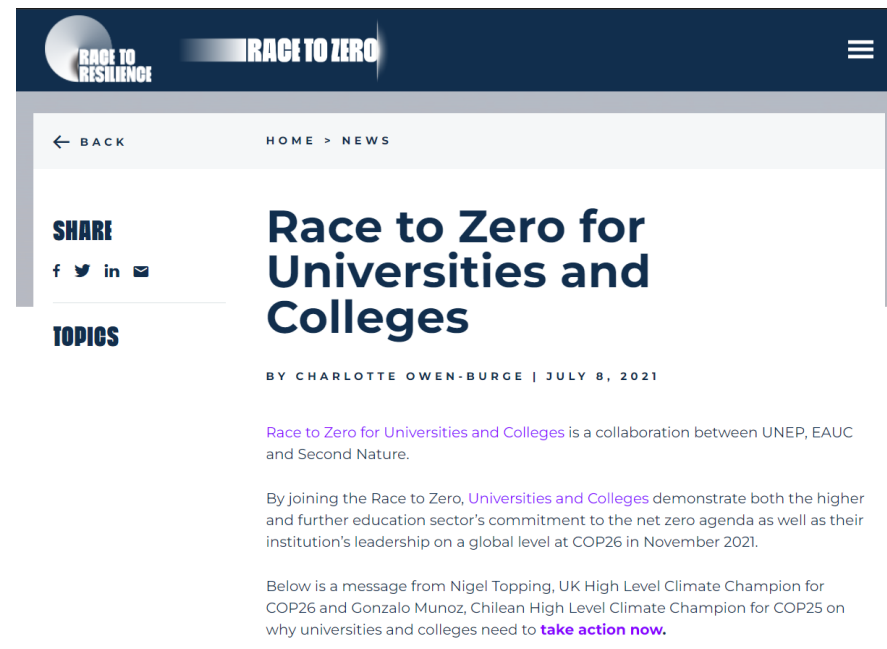 RACE TO
RESILIENCE
RACE TO ZERO
BACK
HOME > NEWS
SHARE
TOPICS
Race to Zero for
Universities and
Colleges
BY CHARLOTTE OWEN-BURGE | JULY 8, 2021
Race to Zero for Universities and Colleges is a collaboration between UNEP, EAUC
and Second Nature.
By joining the Race to Zero, Universities and Colleges demonstrate both the higher
and further education sector’s commitment to the net zero agenda as well as their
institution’s leadership on a global level at COP26 in November 2021.
Below is a message from Nigel Topping, UK High Level Climate Champion for
COP26 and Gonzalo Munoz, Chilean High Level Climate Champion for COP25 on
why universities and colleges need to take action now.